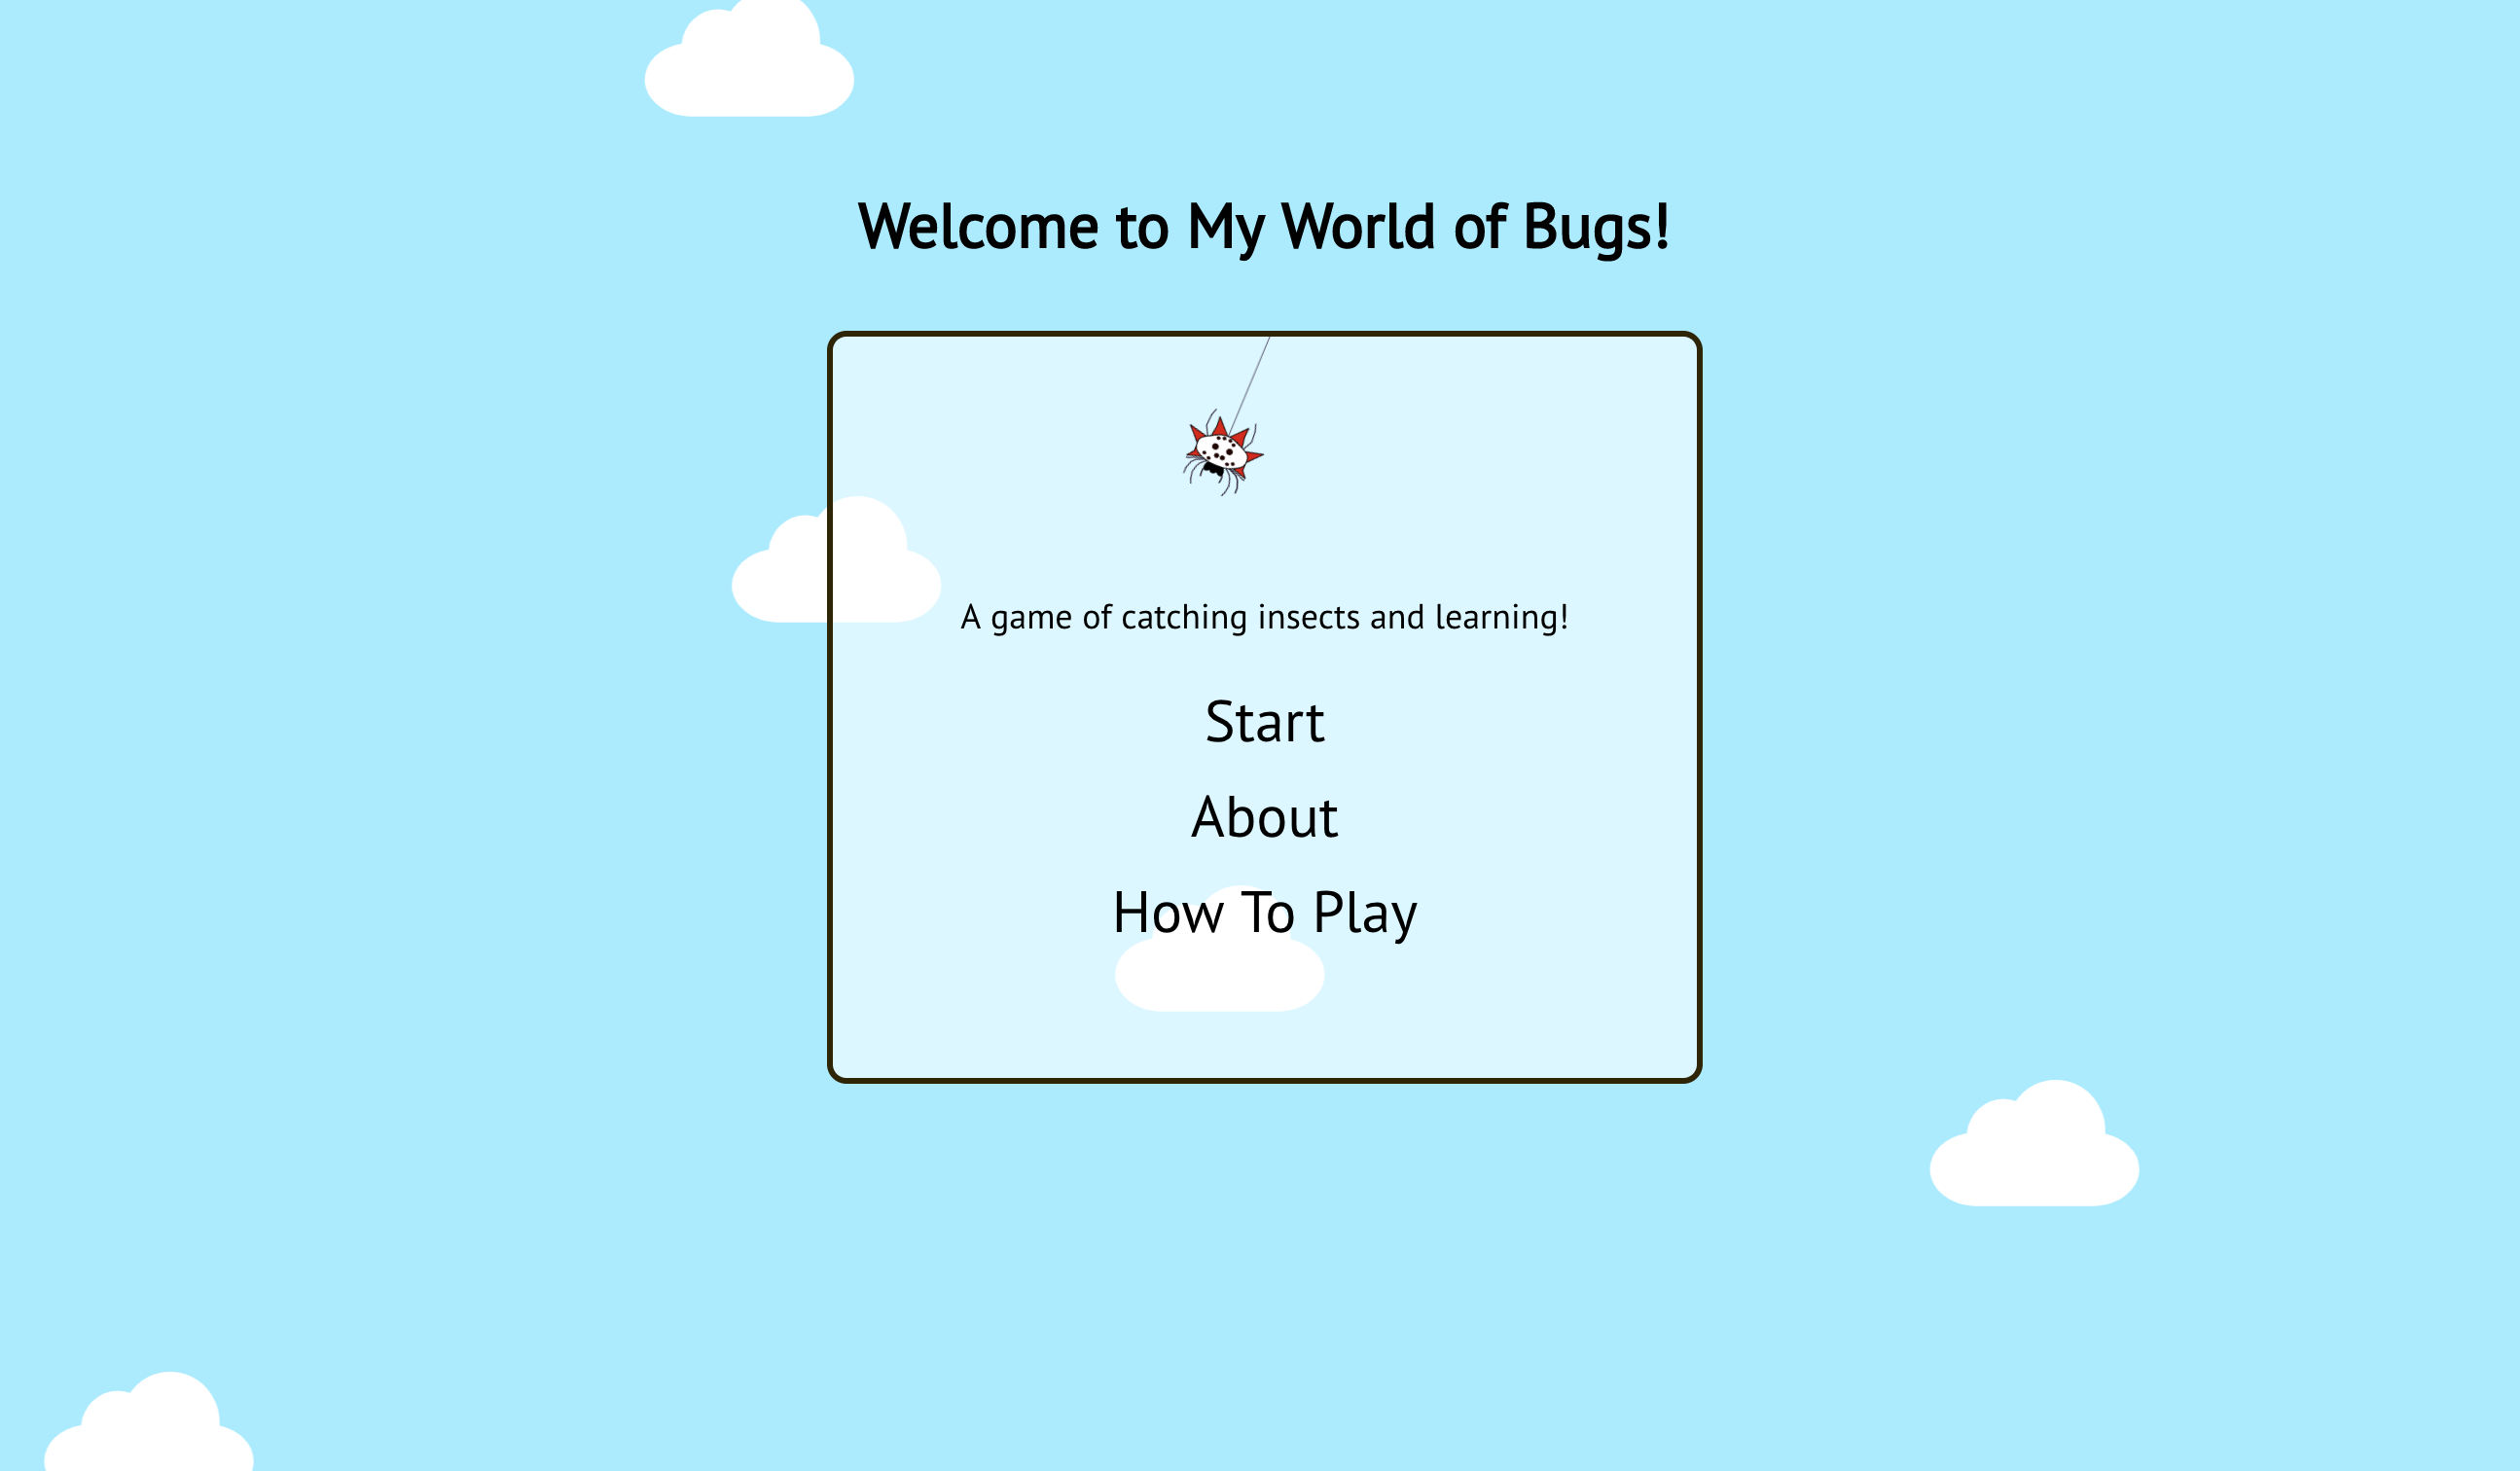 Welcome to My World of Bugs!
A game of catching insects and learning!
Start
About
How To Play